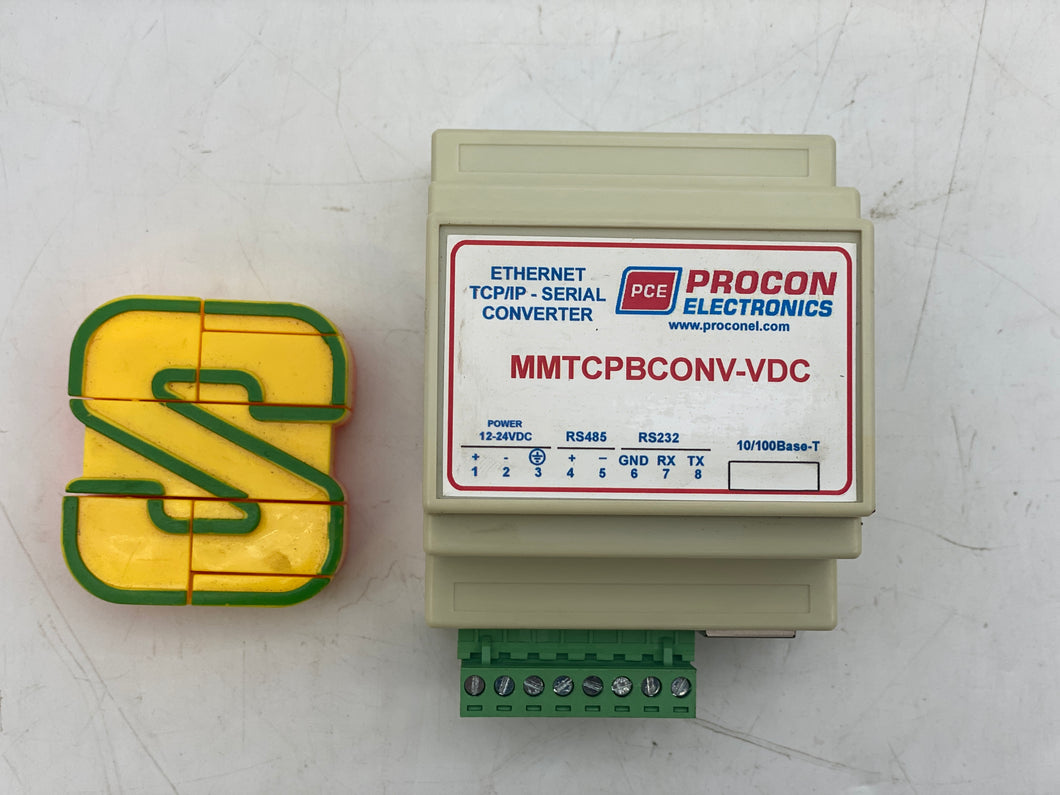 S
ETHERNET
TCP/IP - SERIAL
CONVERTER
PCE
PROCON
ELECTRONICS
www.proconel.com
MMTCPBCONV-VDC
POWER
12-24VDC
RS485
RS232
10/100Base-T
+ - + – GND RX TX
1 2 3 4 5 6 7 8